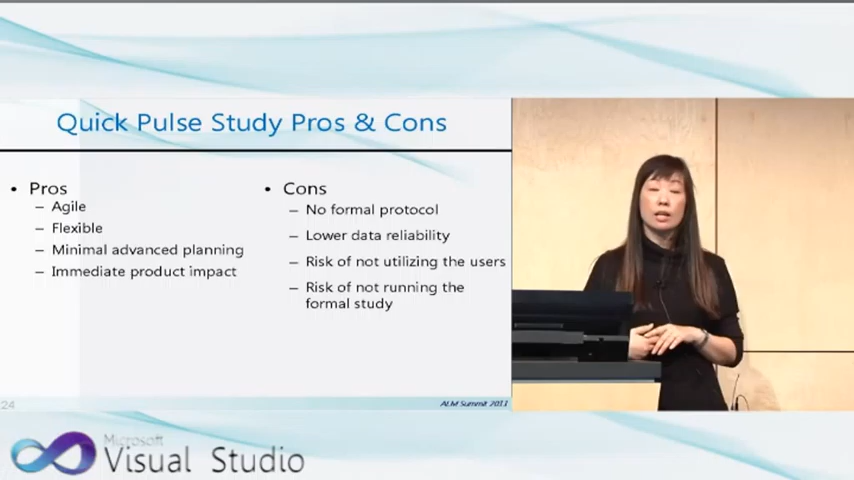 Quick Pulse Study Pros & Cons
• Pros
– Agile
– Flexible
– Minimal advanced planning
– Immediate product impact
• Cons
– No formal protocol
– Lower data reliability
– Risk of not utilizing the users
– Risk of not running the
formal study
24
ALM Summit 2011
Microsoft
Visual Studio